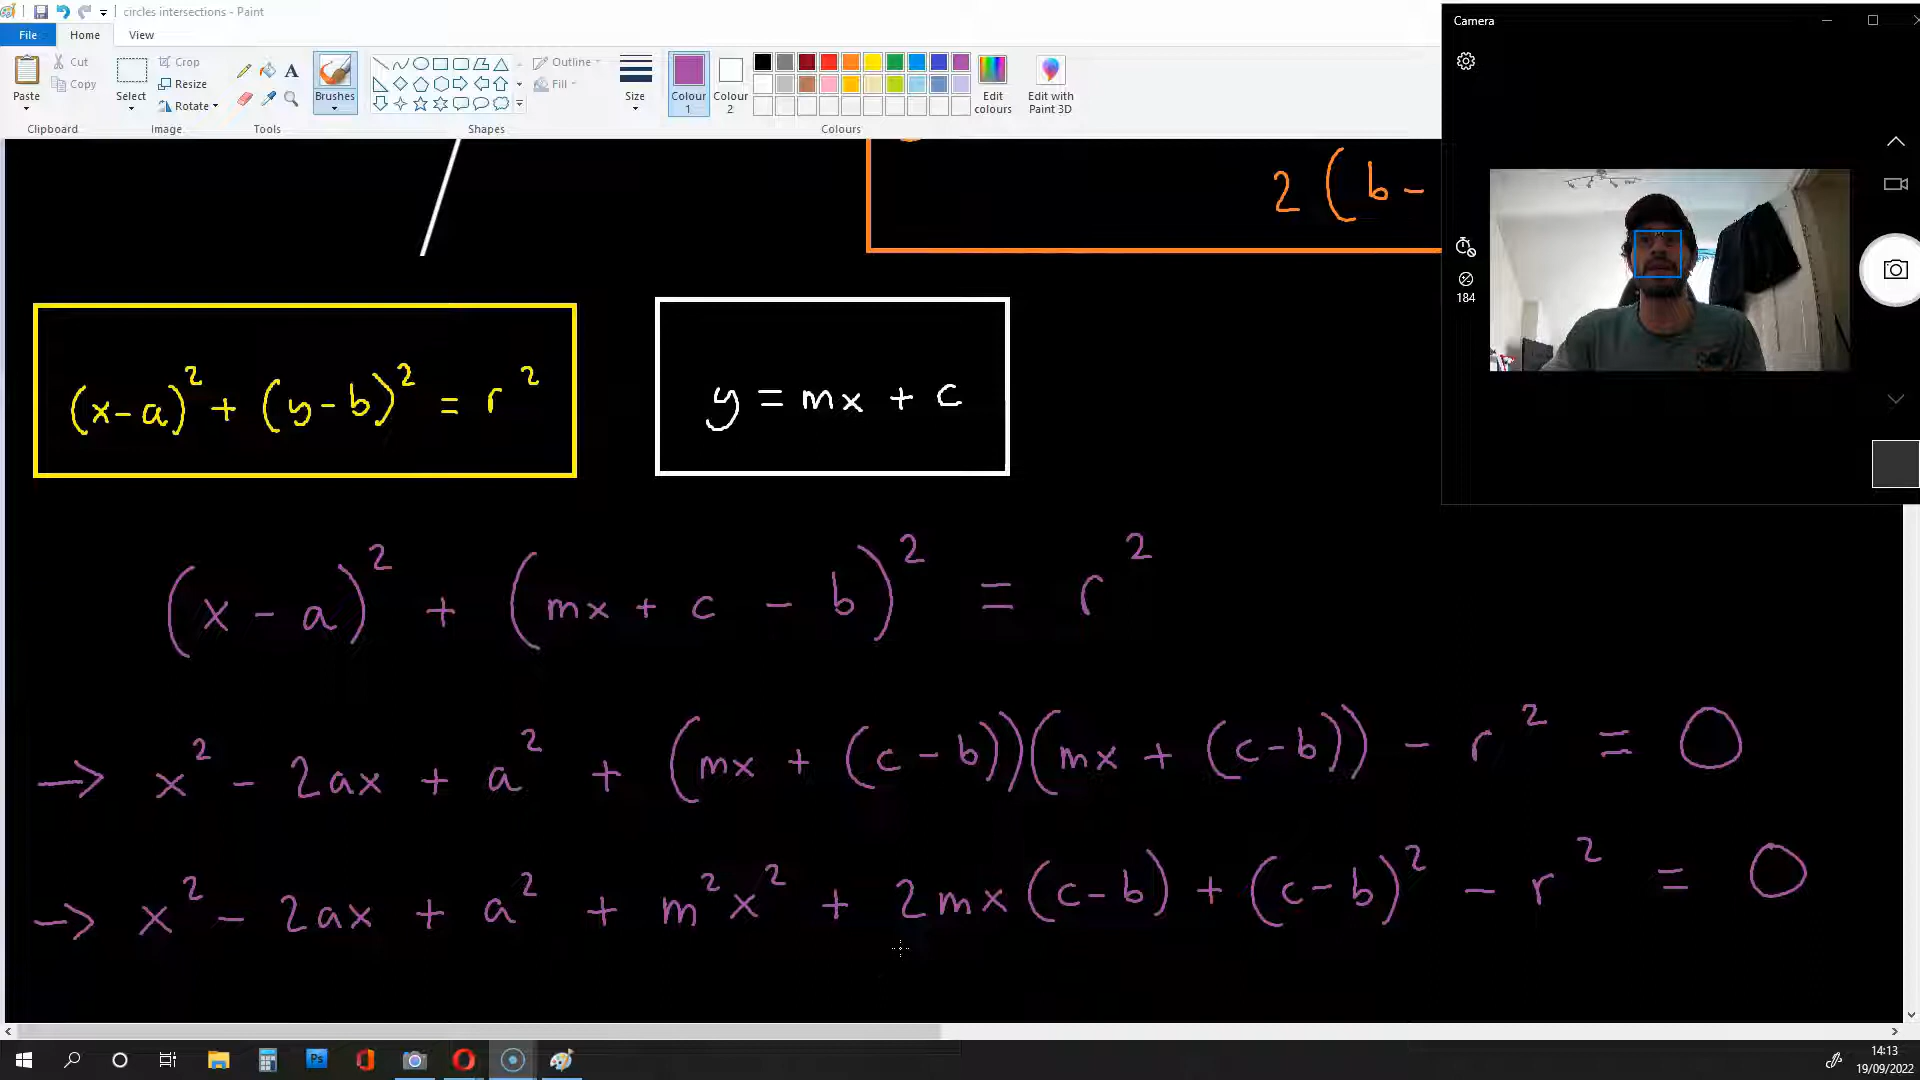 circles intersections - Paint
Camera
File Home View
Cut
Copy
Paste
Clipboard
Select
Crop
Resize
Rotate
Image
A
Tools
Brushes
Outline
Fill
Shapes
Size
Colour 1
Colour 2
Edit colours
Edit with Paint 3D
Colours
184
2 ( b -
(x-a)² + (y-b)² = r²
y = mx + c
(x - a)² + (mx + c - b)² = r²
→ x² - 2ax + a² + (mx + (c-b))(mx + (c-b)) - r² = 0
→ x² - 2ax + a² + m²x² + 2mx(c-b) + (c-b)² - r² = 0
Ps
14:13
19/09/2022